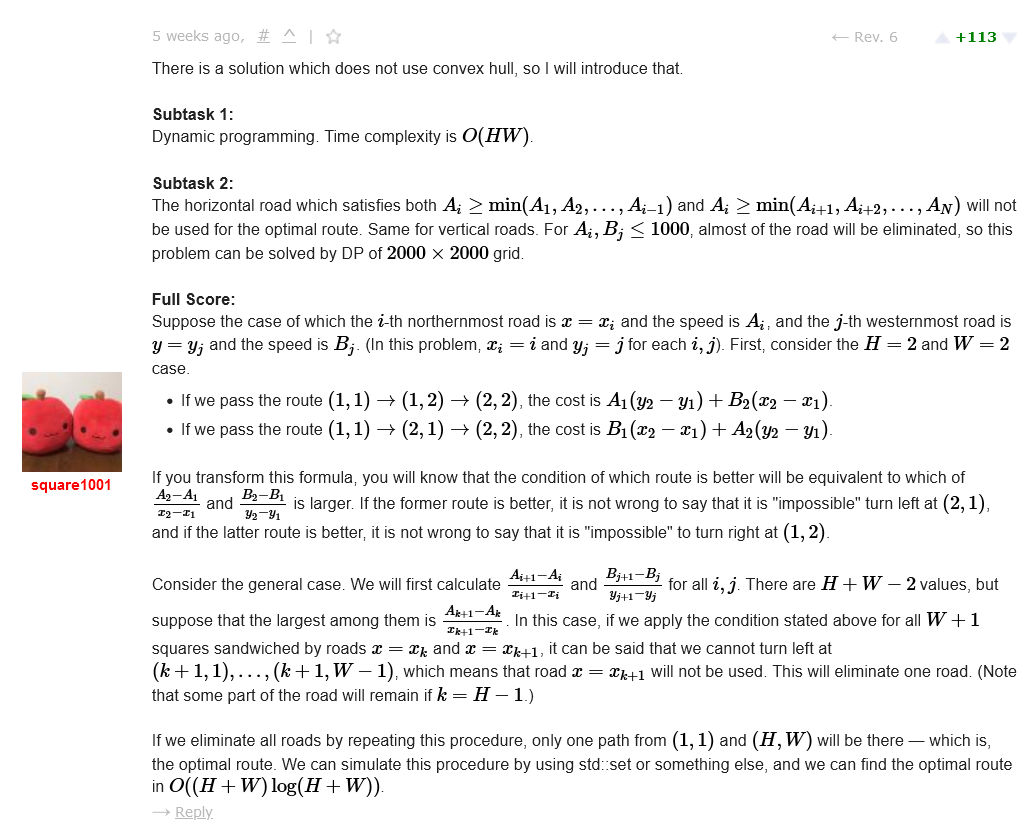 5 weeks ago, # ^ | ☆ ← Rev. 6 +113
There is a solution which does not use convex hull, so I will introduce that.
Subtask 1:
Dynamic programming. Time complexity is O(HW).
Subtask 2:
The horizontal road which satisfies both A_i ≥ min(A_1, A_2, …, A_{i−1}) and A_i ≥ min(A_{i+1}, A_{i+2}, …, A_N) will not
be used for the optimal route. Same for vertical roads. For A_i, B_j ≤ 1000, almost of the road will be eliminated, so this
problem can be solved by DP of 2000 × 2000 grid.
Full Score:
Suppose the case of which the i-th northernmost road is x = x_i and the speed is A_i, and the j-th westernmost road is
y = y_j and the speed is B_j. (In this problem, x_i = i and y_j = j for each i, j). First, consider the H = 2 and W = 2
case.
• If we pass the route (1, 1) → (1, 2) → (2, 2), the cost is A_1(y_2 − y_1) + B_2(x_2 − x_1).
• If we pass the route (1, 1) → (2, 1) → (2, 2), the cost is B_1(x_2 − x_1) + A_2(y_2 − y_1).
If you transform this formula, you will know that the condition of which route is better will be equivalent to which of
\frac{A_2−A_1}{x_2−x_1} and \frac{B_2−B_1}{y_2−y_1} is larger. If the former route is better, it is not wrong to say that it is "impossible" turn left at (2, 1),
and if the latter route is better, it is not wrong to say that it is "impossible" to turn right at (1, 2).
Consider the general case. We will first calculate \frac{A_{i+1}−A_i}{x_{i+1}−x_i} and \frac{B_{j+1}−B_j}{y_{j+1}−y_j} for all i, j. There are H + W − 2 values, but
suppose that the largest among them is \frac{A_{k+1}−A_k}{x_{k+1}−x_k}. In this case, if we apply the condition stated above for all W + 1
squares sandwiched by roads x = x_k and x = x_{k+1}, it can be said that we cannot turn left at
(k + 1, 1), …, (k + 1, W − 1), which means that road x = x_{k+1} will not be used. This will eliminate one road. (Note
that some part of the road will remain if k = H − 1.)
square1001
If we eliminate all roads by repeating this procedure, only one path from (1, 1) and (H, W) will be there — which is,
the optimal route. We can simulate this procedure by using std::set or something else, and we can find the optimal route
in O((H + W) log(H + W)).
→ Reply